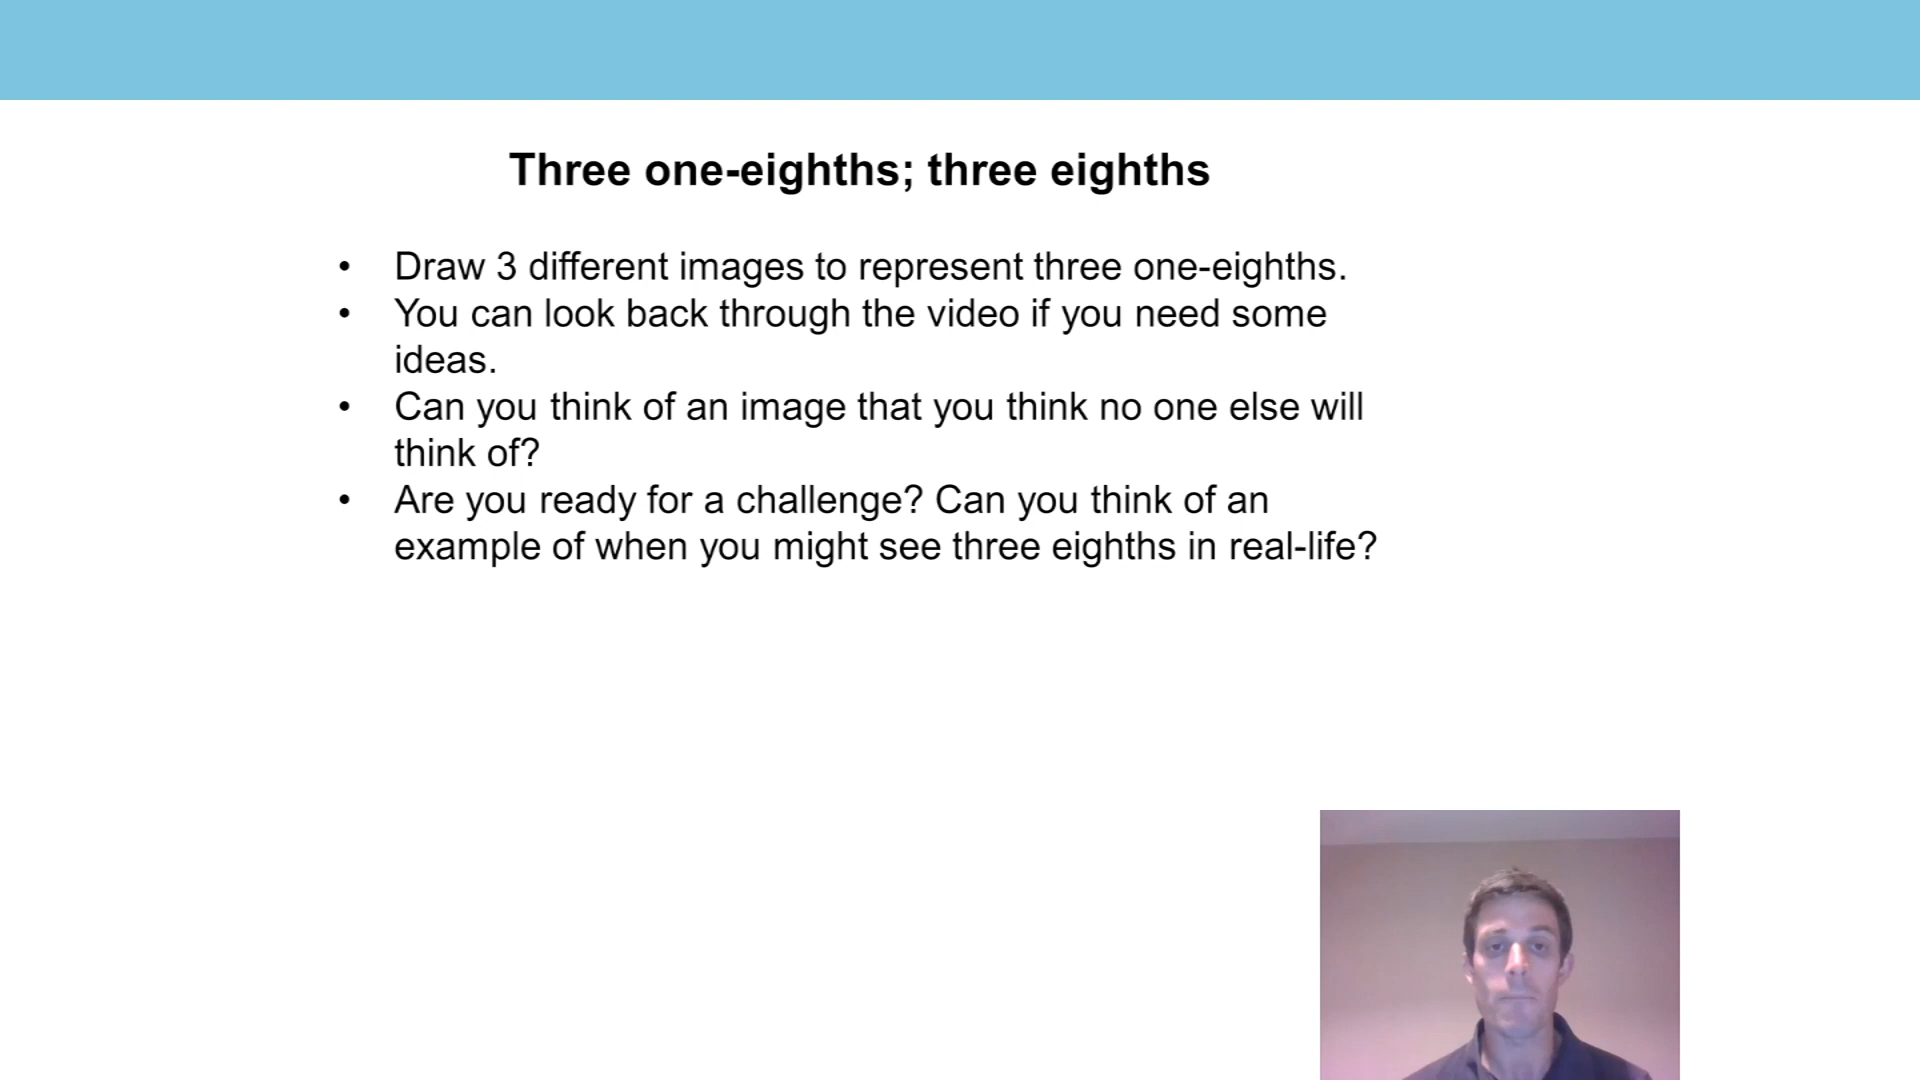 Three one-eighths; three eighths
• Draw 3 different images to represent three one-eighths.
• You can look back through the video if you need some
ideas.
• Can you think of an image that you think no one else will
think of?
• Are you ready for a challenge? Can you think of an
example of when you might see three eighths in real-life?